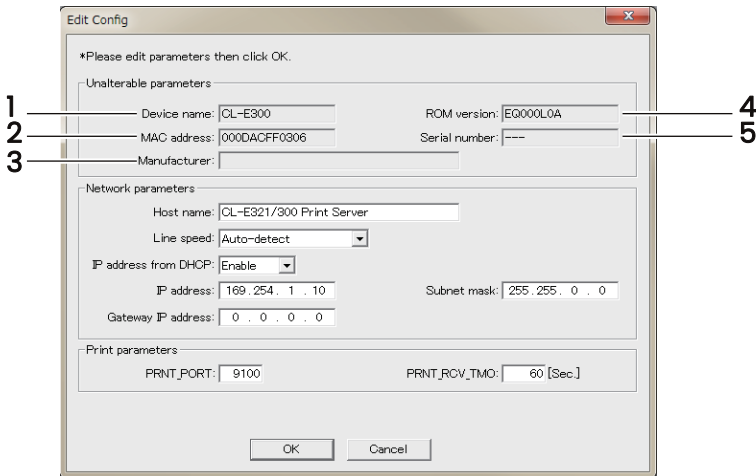 Edit Config
*Please edit parameters then click OK.
Unalterable parameters
1 Device name: CL-E300 ROM version: EQ000L0A 4
2 MAC address: 000DACFF0306 Serial number: --- 5
3 Manufacturer:
Network parameters
Host name: CL-E321/300 Print Server
Line speed: Auto-detect
IP address from DHCP: Enable
IP address: 169.254. 1 . 10 Subnet mask: 255.255. 0 . 0
Gateway IP address: 0 . 0 . 0 . 0
Print parameters
PRNT_PORT: 9100 PRNT_RCV_TMO: 60 [Sec.]
OK Cancel